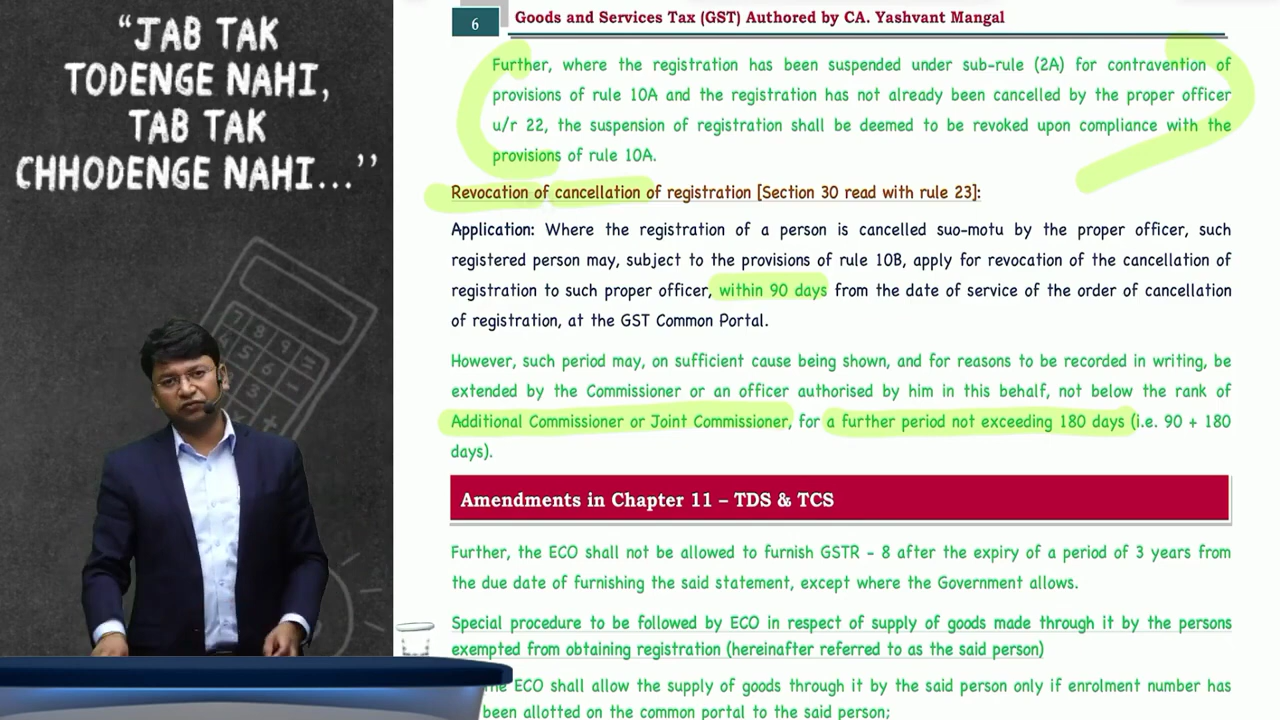 “JAB TAK
TODENGE NAHI,
TAB TAK
CHHODENGE NAHI...’’
6
Goods and Services Tax (GST) Authored by CA. Yashvant Mangal
Further, where the registration has been suspended under sub-rule (2A) for contravention of
provisions of rule 10A and the registration has not already been cancelled by the proper officer
u/r 22, the suspension of registration shall be deemed to be revoked upon compliance with the
provisions of rule 10A.
Revocation of cancellation of registration [Section 30 read with rule 23]:
Application: Where the registration of a person is cancelled suo-motu by the proper officer, such
registered person may, subject to the provisions of rule 10B, apply for revocation of the cancellation of
registration to such proper officer, within 90 days from the date of service of the order of cancellation
of registration, at the GST Common Portal.
However, such period may, on sufficient cause being shown, and for reasons to be recorded in writing, be
extended by the Commissioner or an officer authorised by him in this behalf, not below the rank of
Additional Commissioner or Joint Commissioner, for a further period not exceeding 180 days (i.e. 90 + 180
days).
Amendments in Chapter 11 – TDS & TCS
Further, the ECO shall not be allowed to furnish GSTR – 8 after the expiry of a period of 3 years from
the due date of furnishing the said statement, except where the Government allows.
Special procedure to be followed by ECO in respect of supply of goods made through it by the persons
exempted from obtaining registration (hereinafter referred to as the said person)
ECO shall allow the supply of goods through it by the said person only if enrolment number has
been allotted on the common portal to the said person;